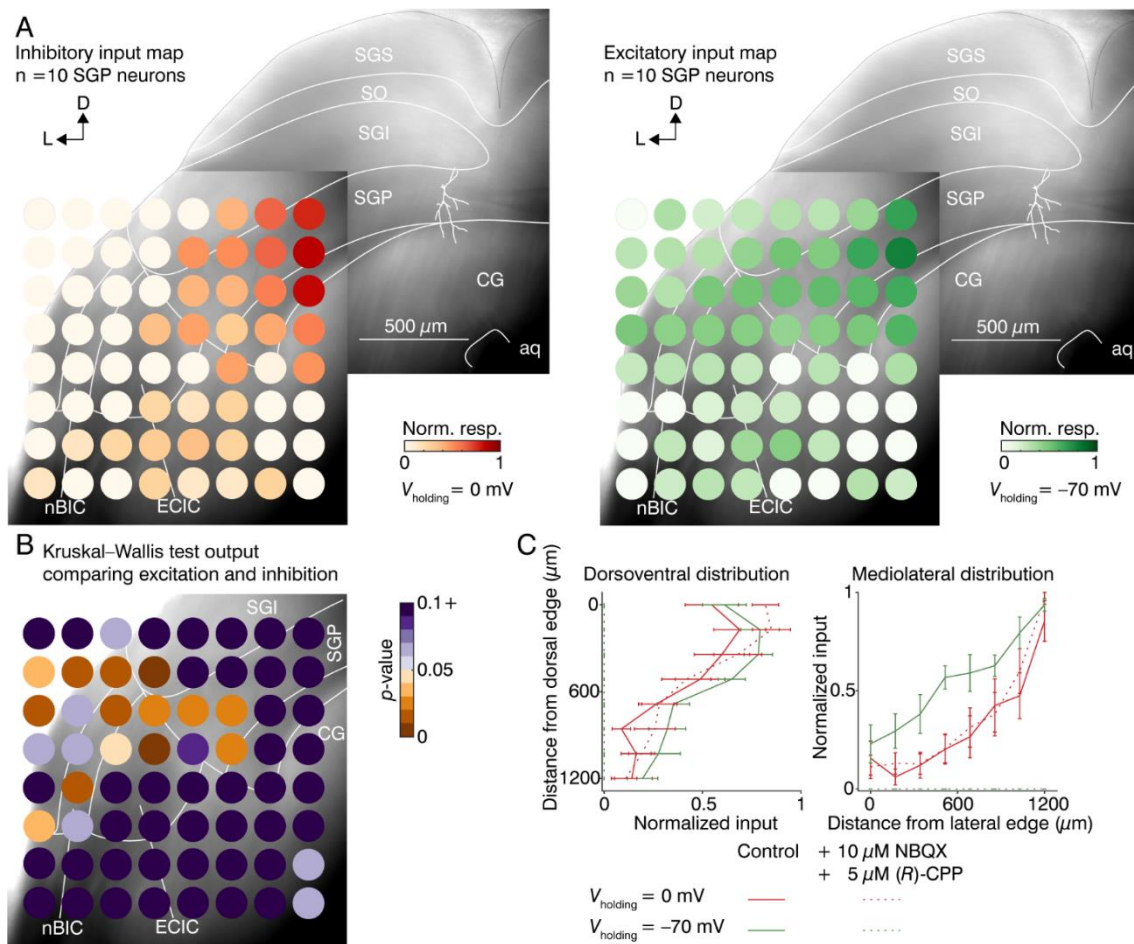 A
Inhibitory input map
n = 10 SGP neurons
D
L
SGS
SO
SGI
SGP
CG
500 µm
aq
Norm. resp.
0 1
V holding = 0 mV
nBIC
ECIC
Excitatory input map
n = 10 SGP neurons
D
L
SGS
SO
SGI
SGP
CG
500 µm
aq
Norm. resp.
0 1
V holding = −70 mV
nBIC
ECIC
B
Kruskal–Wallis test output
comparing excitation and inhibition
SGI
SGP
CG
nBIC
ECIC
0.1+
0.05
0
p-value
C
Dorsoventral distribution
Distance from dorsal edge (µm)
0
600
1200
0 0.5 1
Normalized input
Mediolateral distribution
Normalized input
1
0.5
0
0 600 1200
Distance from lateral edge (µm)
Control + 10 µM NBQX
+ 5 µM (R)-CPP
V holding = 0 mV
V holding = −70 mV